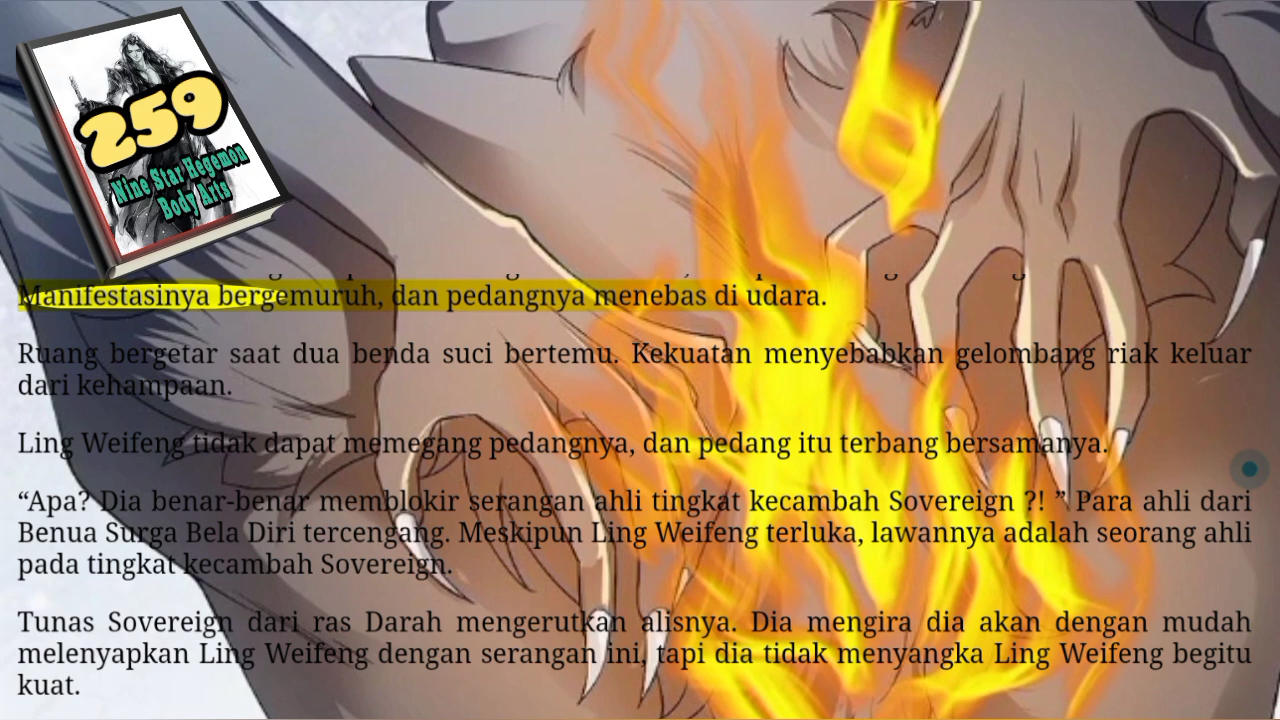 259
Nine Star Hegemon
Body Arts
Manifestasinya bergemuruh, dan pedangnya menebas di udara.
Ruang bergetar saat dua benda suci bertemu. Kekuatan menyebabkan gelombang riak keluar
dari kehampaan.
Ling Weifeng tidak dapat memegang pedangnya, dan pedang itu terbang bersamanya.
“Apa? Dia benar-benar memblokir serangan ahli tingkat kecambah Sovereign ?! ” Para ahli dari
Benua Surga Bela Diri tercengang. Meskipun Ling Weifeng terluka, lawannya adalah seorang ahli
pada tingkat kecambah Sovereign.
Tunas Sovereign dari ras Darah mengerutkan alisnya. Dia mengira dia akan dengan mudah
melenyapkan Ling Weifeng dengan serangan ini, tapi dia tidak menyangka Ling Weifeng begitu
kuat.